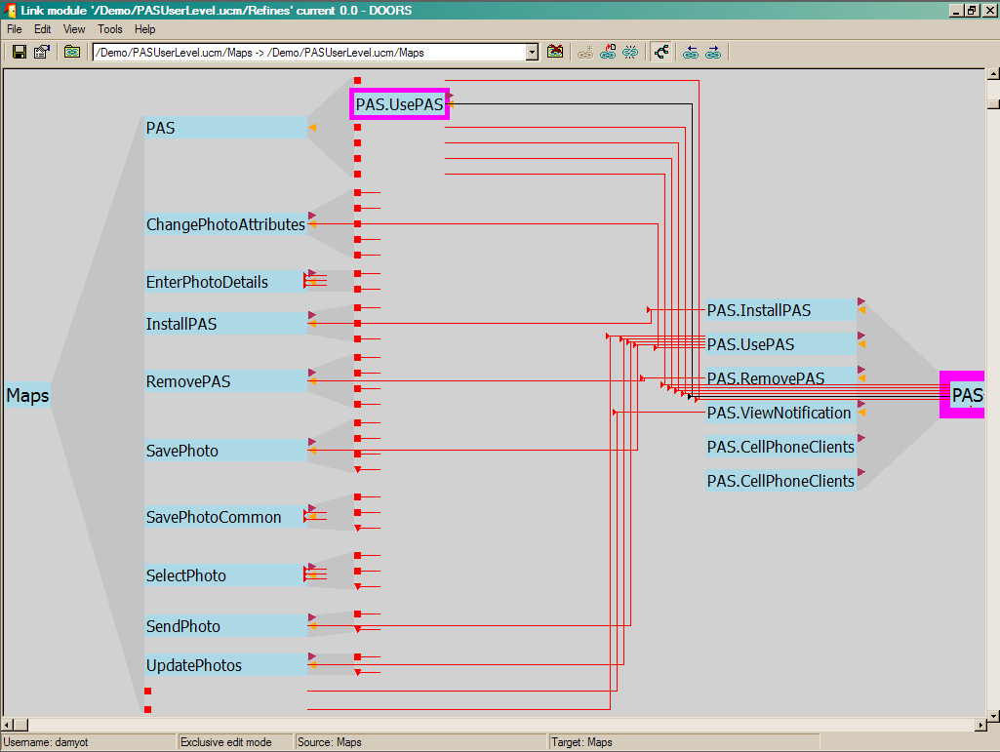 Link module '/Demo/PASUserLevel.ucm/Refines' current 0.0 - DOORS
File Edit View Tools Help
/Demo/PASUserLevel.ucm/Maps -> /Demo/PASUserLevel.ucm/Maps
PAS.UsePAS
PAS
ChangePhotoAttributes
EnterPhotoDetails
InstallPAS
RemovePAS
Maps
SavePhoto
SavePhotoCommon
SelectPhoto
SendPhoto
UpdatePhotos
PAS.InstallPAS
PAS.UsePAS
PAS.RemovePAS
PAS.ViewNotification
PAS.CellPhoneClients
PAS.CellPhoneClients
PAS
Username: damyot Exclusive edit mode Source: Maps Target: Maps